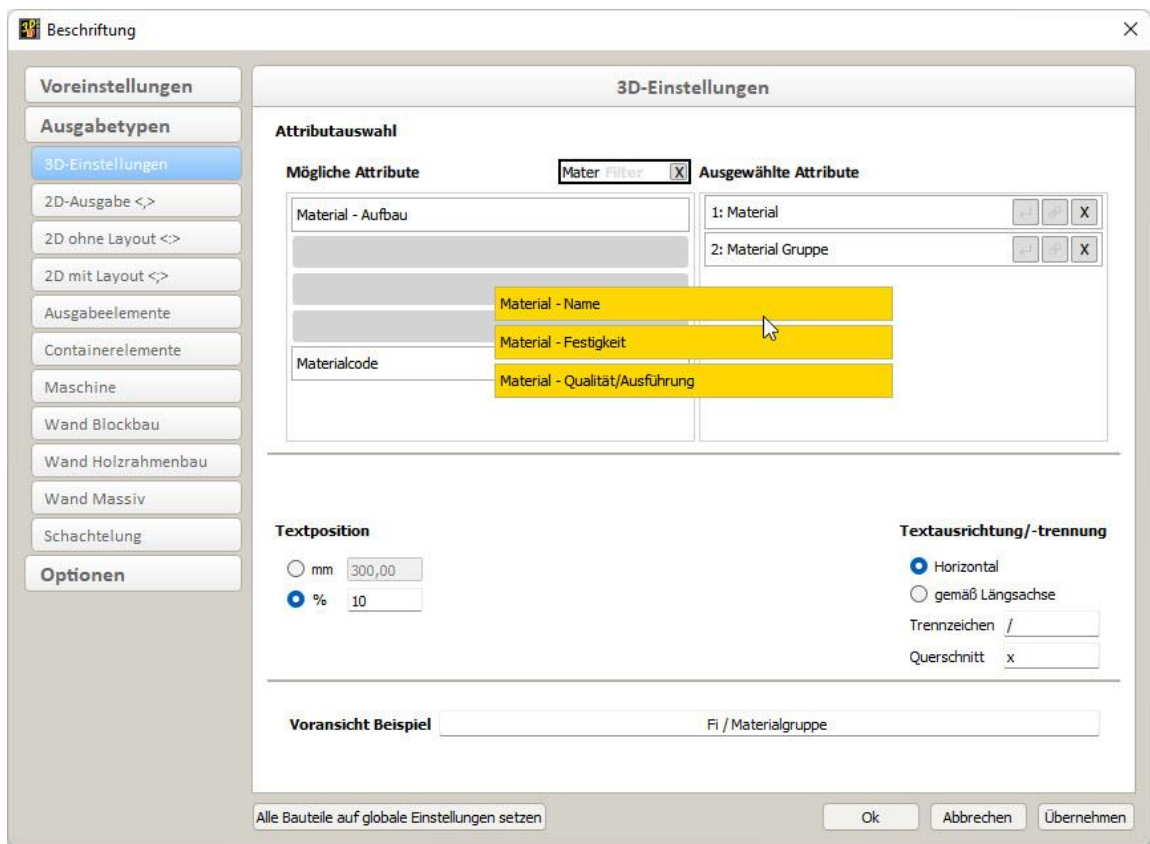 Beschriftung
Voreinstellungen
Ausgabetypen
3D-Einstellungen
2D-Ausgabe <,>
2D ohne Layout <:>
2D mit Layout <;>
Ausgabeelemente
Containerelemente
Maschine
Wand Blockbau
Wand Holzrahmenbau
Wand Massiv
Schachtelung
Optionen
3D-Einstellungen
Attributauswahl
Mögliche Attribute
Mater Filter X
Ausgewählte Attribute
Material - Aufbau
Materialcode
1: Material X
2: Material Gruppe X
Material - Name
Material - Festigkeit
Material - Qualität/Ausführung
Textposition
mm 300,00
% 10
Textausrichtung/-trennung
Horizontal
gemäß Längsachse
Trennzeichen /
Querschnitt x
Voransicht Beispiel Fi / Materialgruppe
Alle Bauteile auf globale Einstellungen setzen
Ok
Abbrechen
Übernehmen